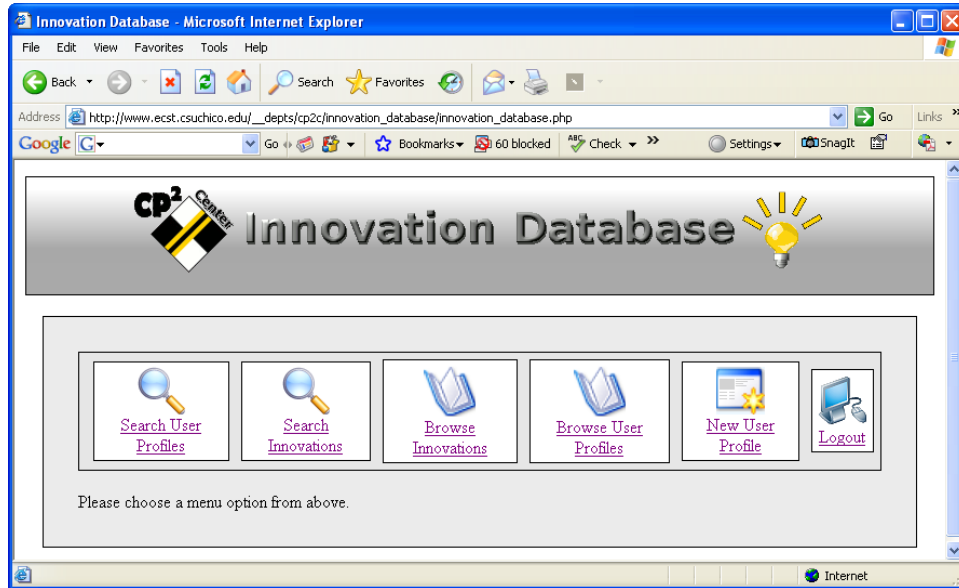 Innovation Database - Microsoft Internet Explorer
File Edit View Favorites Tools Help
Back Search Favorites
Address http://www.ecst.csuchico.edu/__depts/cp2c/innovation_database/innovation_database.php Go Links »
Google G Go Bookmarks 60 blocked ABC Check » Settings SnagIt
CP2 Center Innovation Database
Search User
Profiles
Search
Innovations
Browse
Innovations
Browse User
Profiles
New User
Profile
Logout
Please choose a menu option from above.
Internet